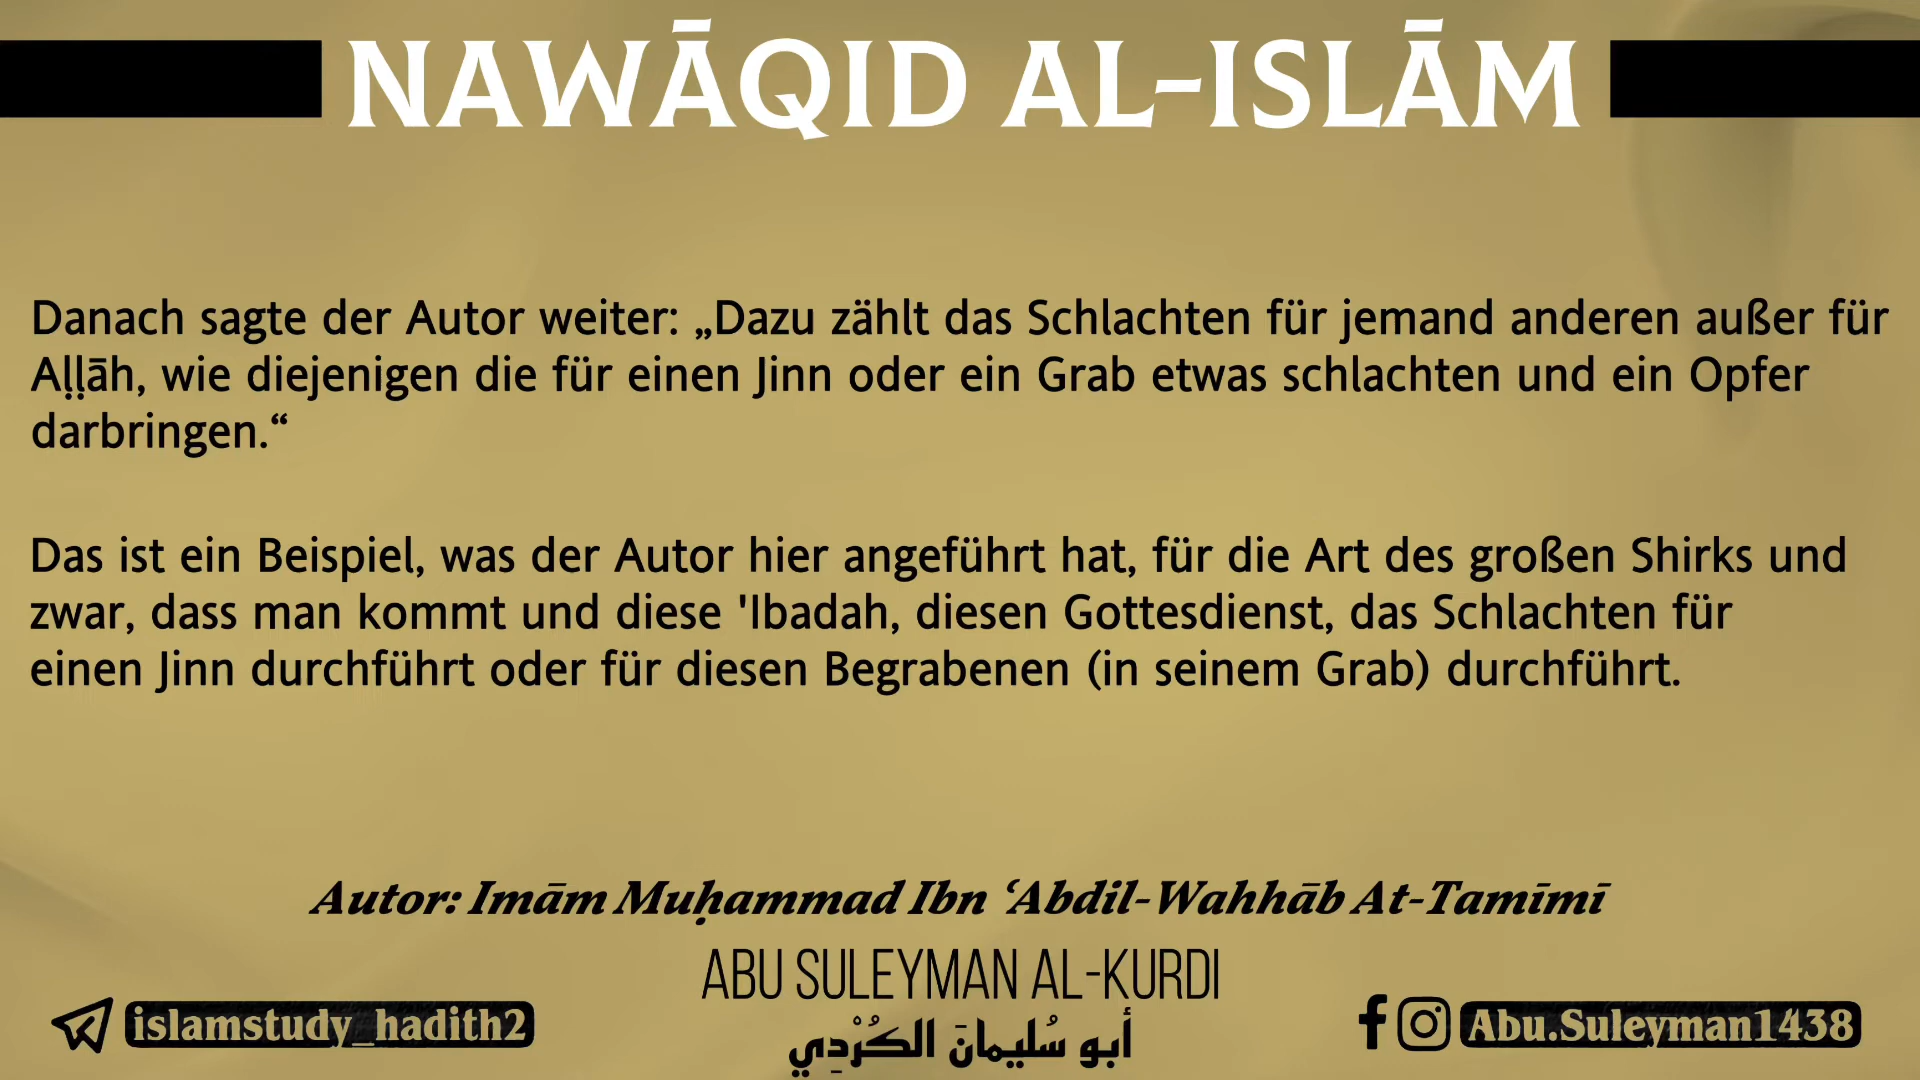 NAWĀQID AL-ISLĀM
Danach sagte der Autor weiter: „Dazu zählt das Schlachten für jemand anderen außer für
Aḷḷāh, wie diejenigen die für einen Jinn oder ein Grab etwas schlachten und ein Opfer
darbringen.“
Das ist ein Beispiel, was der Autor hier angeführt hat, für die Art des großen Shirks und
zwar, dass man kommt und diese 'Ibadah, diesen Gottesdienst, das Schlachten für
einen Jinn durchführt oder für diesen Begrabenen (in seinem Grab) durchführt.
Autor: Imām Muḥammad Ibn ‘Abdil-Wahhāb At-Tamīmī
ABU SULEYMAN AL-KURDI
أبو سُليمانَ الكُرْدِي
islamstudy_hadith2
Abu.Suleyman1438